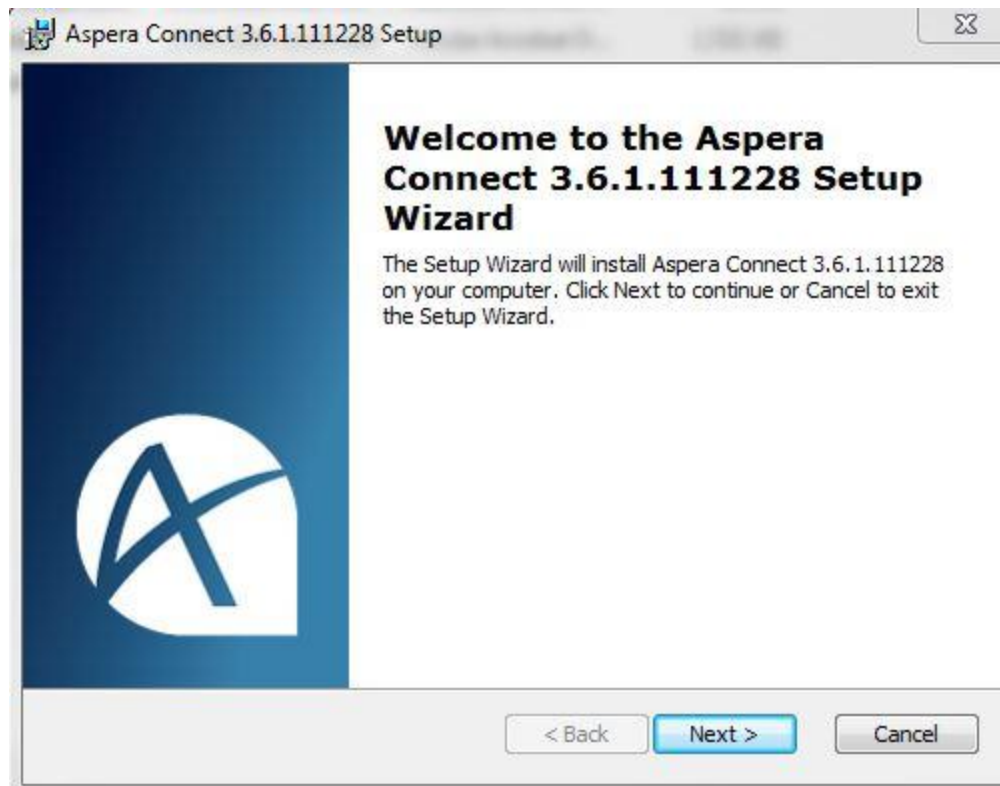 Aspera Connect 3.6.1.111228 Setup
Welcome to the Aspera
Connect 3.6.1.111228 Setup
Wizard
The Setup Wizard will install Aspera Connect 3.6.1.111228
on your computer. Click Next to continue or Cancel to exit
the Setup Wizard.
< Back Next > Cancel